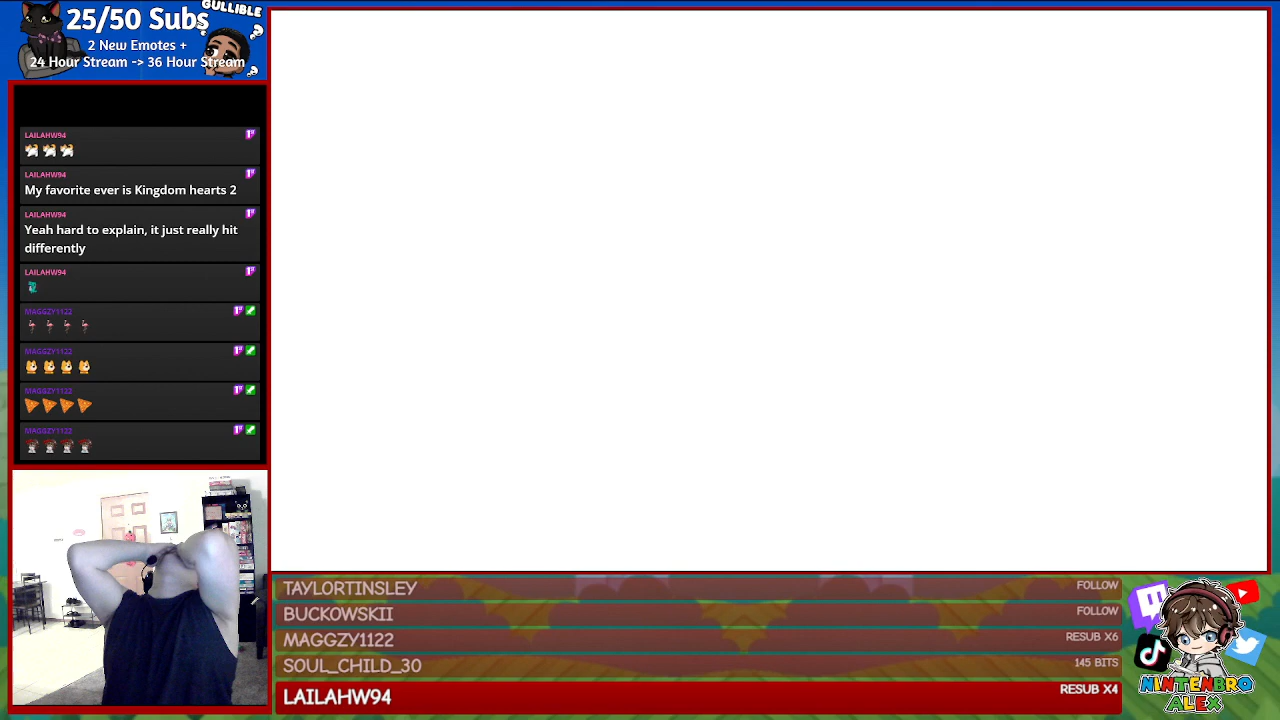 GULLIBLE
25/50 Subs
2 New Emotes +
24 Hour Stream -> 36 Hour Stream
LAILAHW94
LAILAHW94
My favorite ever is Kingdom hearts 2
LAILAHW94
Yeah hard to explain, it just really hit
differently
LAILAHW94
MAGGZY1122
MAGGZY1122
MAGGZY1122
MAGGZY1122
TAYLORTINSLEY FOLLOW
BUCKOWSKII FOLLOW
MAGGZY1122 RESUB X6
SOUL_CHILD_30 145 BITS
LAILAHW94 RESUB X4
NINTENBRO
ALEX